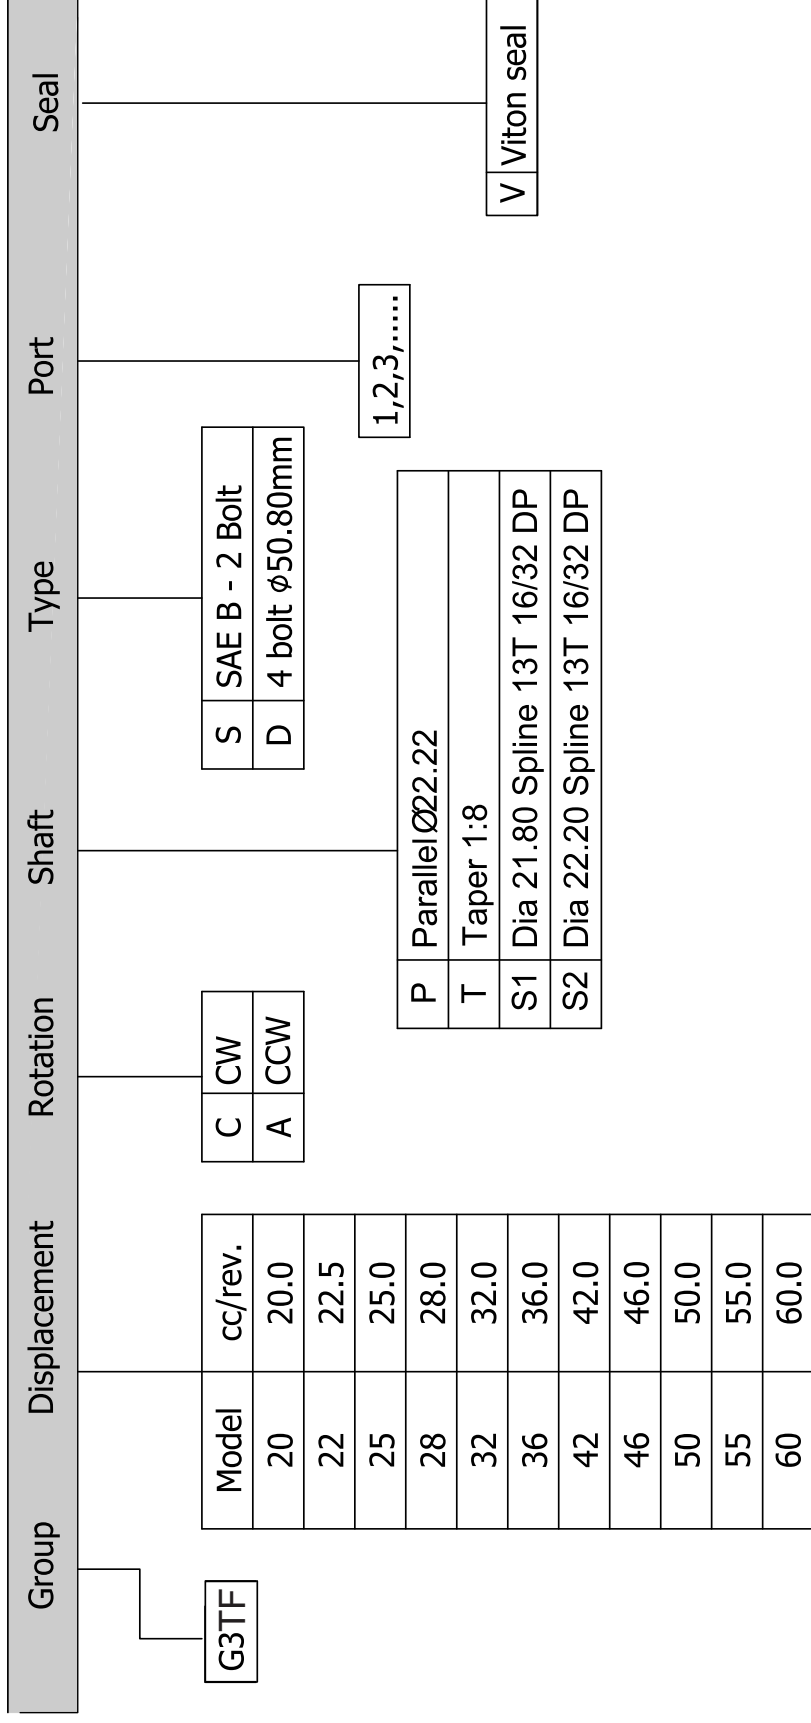 Group Displacement Rotation Shaft Type Port Seal
G3TF
Model cc/rev.
20 20.0
22 22.5
25 25.0
28 28.0
32 32.0
36 36.0
42 42.0
46 46.0
50 50.0
55 55.0
60 60.0
C CW
A CCW
P Parallel Ø22.22
T Taper 1:8
S1 Dia 21.80 Spline 13T 16/32 DP
S2 Dia 22.20 Spline 13T 16/32 DP
S SAE B - 2 Bolt
D 4 bolt ϕ50.80mm
1,2,3,.....
V Viton seal